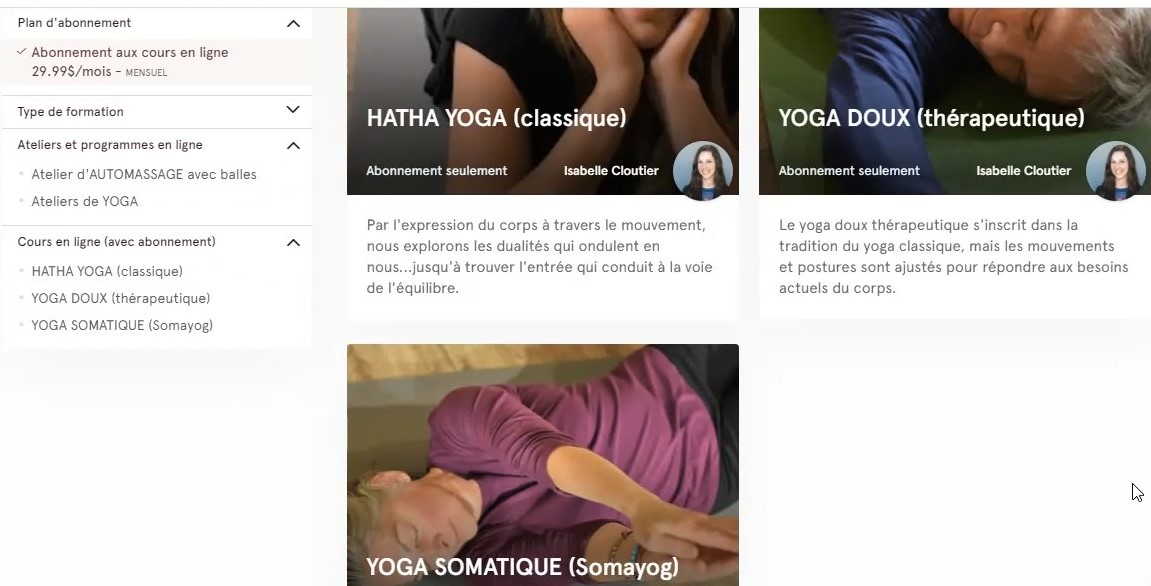 Plan d'abonnement
Abonnement aux cours en ligne
29.99$/mois - MENSUEL
Type de formation
Ateliers et programmes en ligne
Atelier d'AUTOMASSAGE avec balles
Ateliers de YOGA
Cours en ligne (avec abonnement)
HATHA YOGA (classique)
YOGA DOUX (thérapeutique)
YOGA SOMATIQUE (Somayog)
HATHA YOGA (classique)
Abonnement seulement
Isabelle Cloutier
Par l'expression du corps à travers le mouvement,
nous explorons les dualités qui ondulent en
nous...jusqu'à trouver l'entrée qui conduit à la voie
de l'équilibre.
YOGA DOUX (thérapeutique)
Abonnement seulement
Isabelle Cloutier
Le yoga doux thérapeutique s'inscrit dans la
tradition du yoga classique, mais les mouvements
et postures sont ajustés pour répondre aux besoins
actuels du corps.
YOGA SOMATIQUE (Somayog)